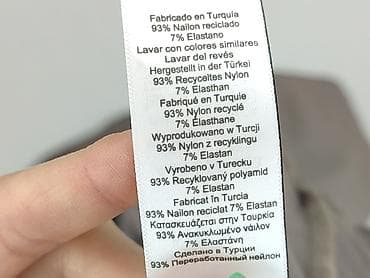 Fabricado en Turquía
93% Nailon reciclado
7% Elastano
Lavar con colores similares
Lavar del revés
Hergestellt in der Türkei
93% Recyceltes Nylon
7% Elasthan
Fabriqué en Turquie
93% Nylon recyclé
7% Élasthane
Wyprodukowano w Turcji
93% Nylon z recyklingu
7% Elastan
Vyrobeno v Turecku
93% Recyklovaný polyamid
7% Elastan
Fabricat în Turcia
93% Nailon reciclat 7% Elastan
Κατασκευάζεται στην Τουρκία
93% Ανακυκλωμένο νάιλον
7% Ελαστάνη
Сделано в Турции
93% Переработанный нейлон